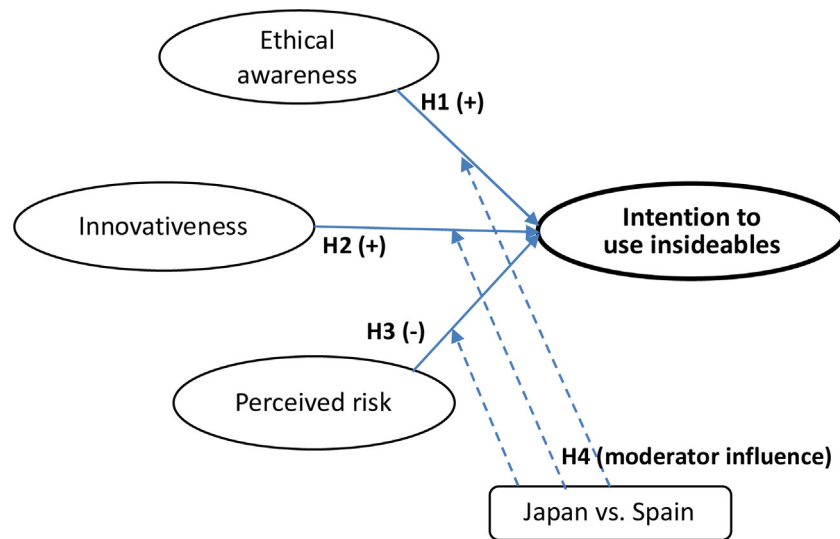 Ethical
awareness
H1 (+)
Innovativeness
H2 (+)
Intention to
use insideables
H3 (-)
Perceived risk
H4 (moderator influence)
Japan vs. Spain